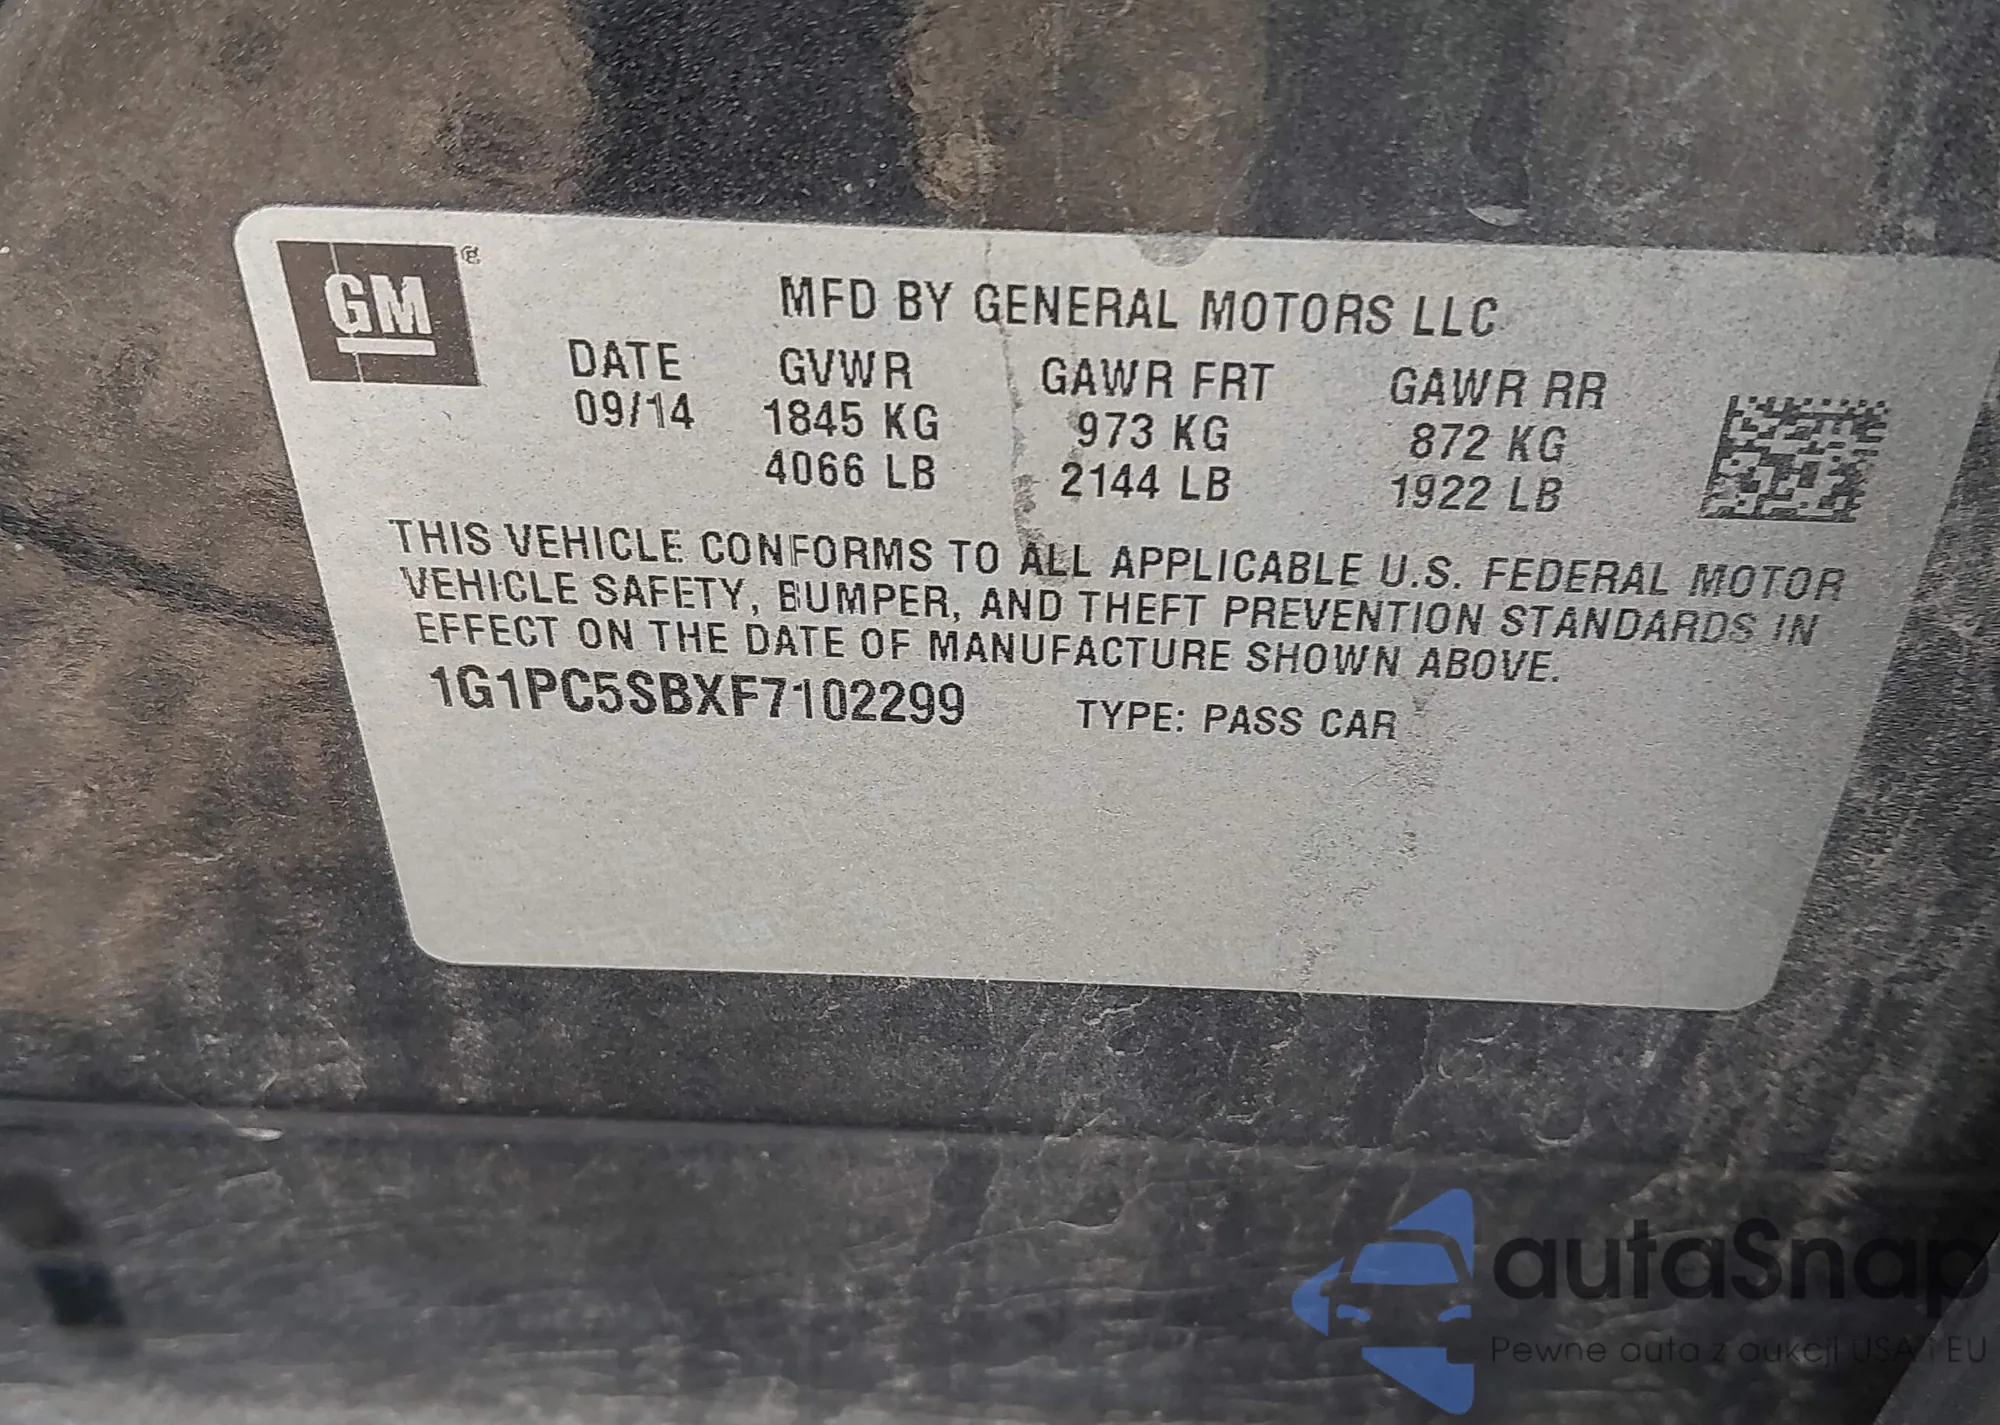 GM®
MFD BY GENERAL MOTORS LLC
DATE GVWR GAWR FRT GAWR RR
09/14 1845 KG 973 KG 872 KG
4066 LB 2144 LB 1922 LB
THIS VEHICLE CONFORMS TO ALL APPLICABLE U.S. FEDERAL MOTOR
VEHICLE SAFETY, BUMPER, AND THEFT PREVENTION STANDARDS IN
EFFECT ON THE DATE OF MANUFACTURE SHOWN ABOVE.
1G1PC5SBXF7102299 TYPE: PASS CAR
autaSnap
Pewne auta z aukcji USA i EU